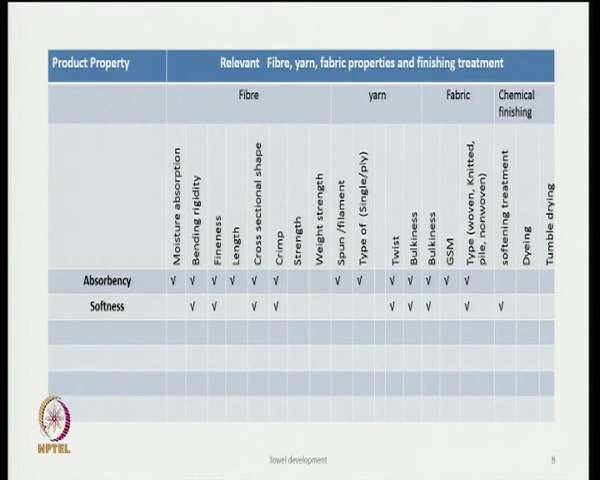 Product Property Relevant Fibre, yarn, fabric properties and finishing treatment
Fibre yarn Fabric Chemical finishing
Moisture absorption
Bending rigidity
Fineness
Length
Cross sectional shape
Crimp
Strength
Weight strength
Spun /filament
Type of (Single/ply)
Twist
Bulkiness
Bulkiness
GSM
Type (woven, Knitted,
pile, nonwoven)
softening treatment
Dyeing
Tumble drying
Absorbency √ √ √ √ √ √ √ √ √ √ √ √ √
Softness √ √ √ √ √ √ √ √ √
NPTEL
Towel development 8